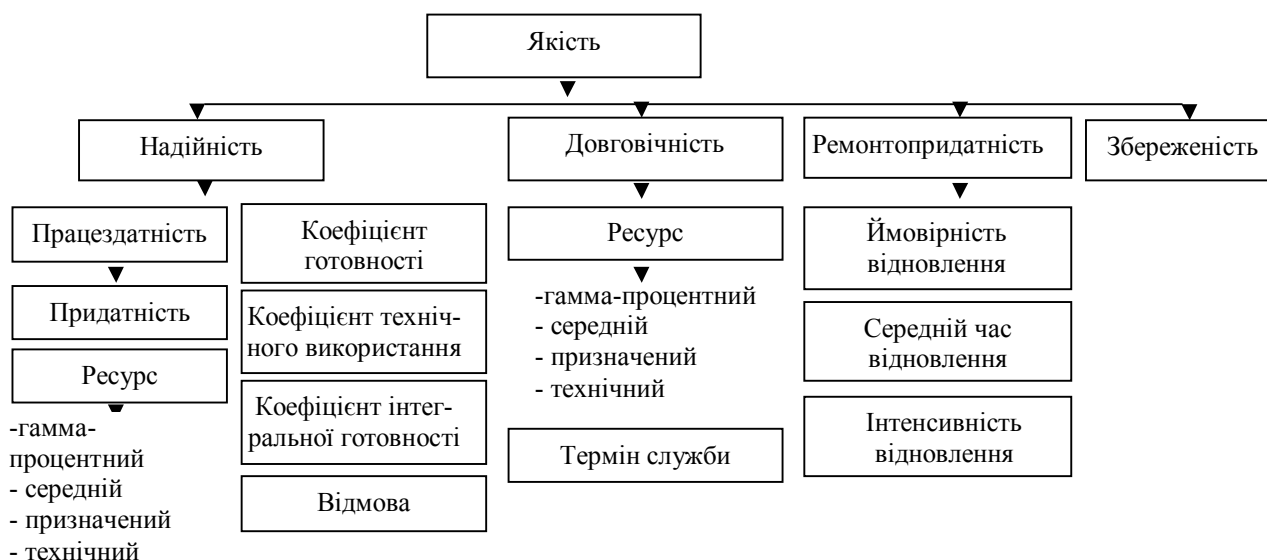 Якість
Надійність
Довговічність
Ремонтопридатність
Збереженість
Працездатність
Придатність
Ресурс
-гамма-
процентний
- середній
- призначений
- технічний
Коефіцієнт
готовності
Коефіцієнт техніч-
ного використання
Коефіцієнт інтег-
ральної готовності
Відмова
Ресурс
-гамма-процентний
- середній
- призначений
- технічний
Термін служби
Ймовірність
відновлення
Середній час
відновлення
Інтенсивність
відновлення